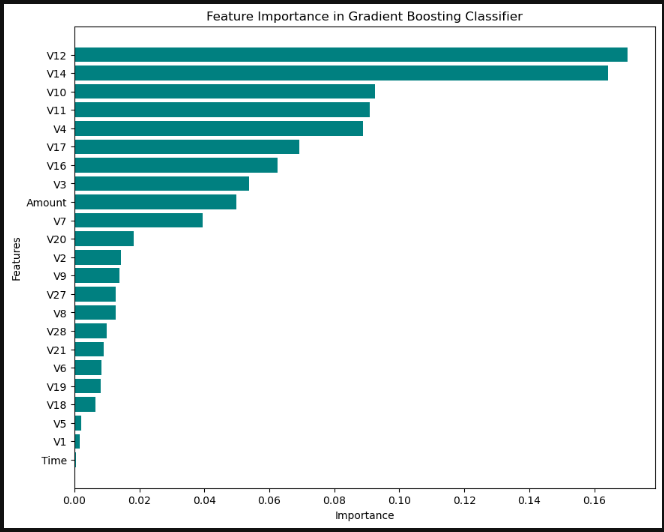 Feature Importance in Gradient Boosting Classifier
V12
V14
V10
V11
V4
V17
V16
V3
Amount
V7
V20
V2
V9
V27
V8
V28
V21
V6
V19
V18
V5
V1
Time
Features
0.00 0.02 0.04 0.06 0.08 0.10 0.12 0.14 0.16
Importance